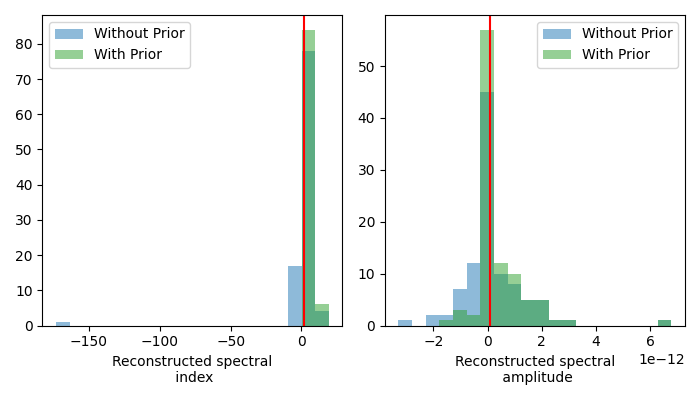 Without Prior
With Prior
80
70
60
50
40
30
20
10
0
−150
−100
−50
0
Reconstructed spectral
index
Without Prior
With Prior
50
40
30
20
10
0
−2
0
2
4
6
1e−12
Reconstructed spectral
amplitude